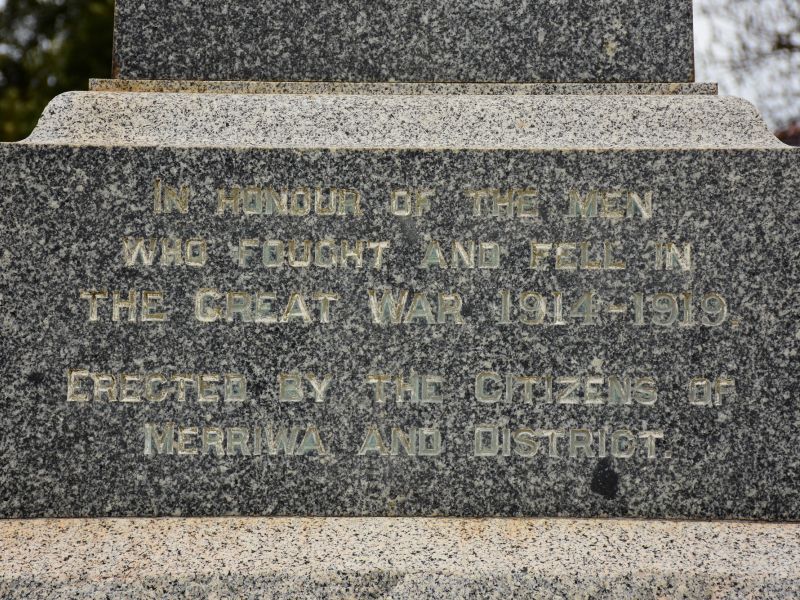 IN HONOUR OF THE MEN
WHO FOUGHT AND FELL IN
THE GREAT WAR 1914-1919.
ERECTED BY THE CITIZENS OF
MERRIWA AND DISTRICT.